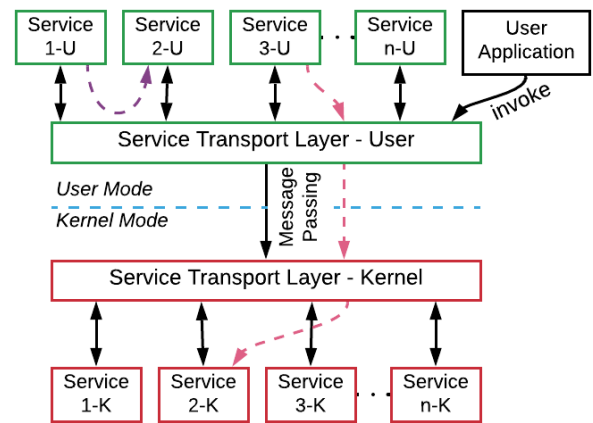 Service
1-U
Service
2-U
Service
3-U
. . .
Service
n-U
User
Application
invoke
Service Transport Layer - User
User Mode
Kernel Mode
Message
Passing
Service Transport Layer - Kernel
Service
1-K
Service
2-K
Service
3-K
. . .
Service
n-K